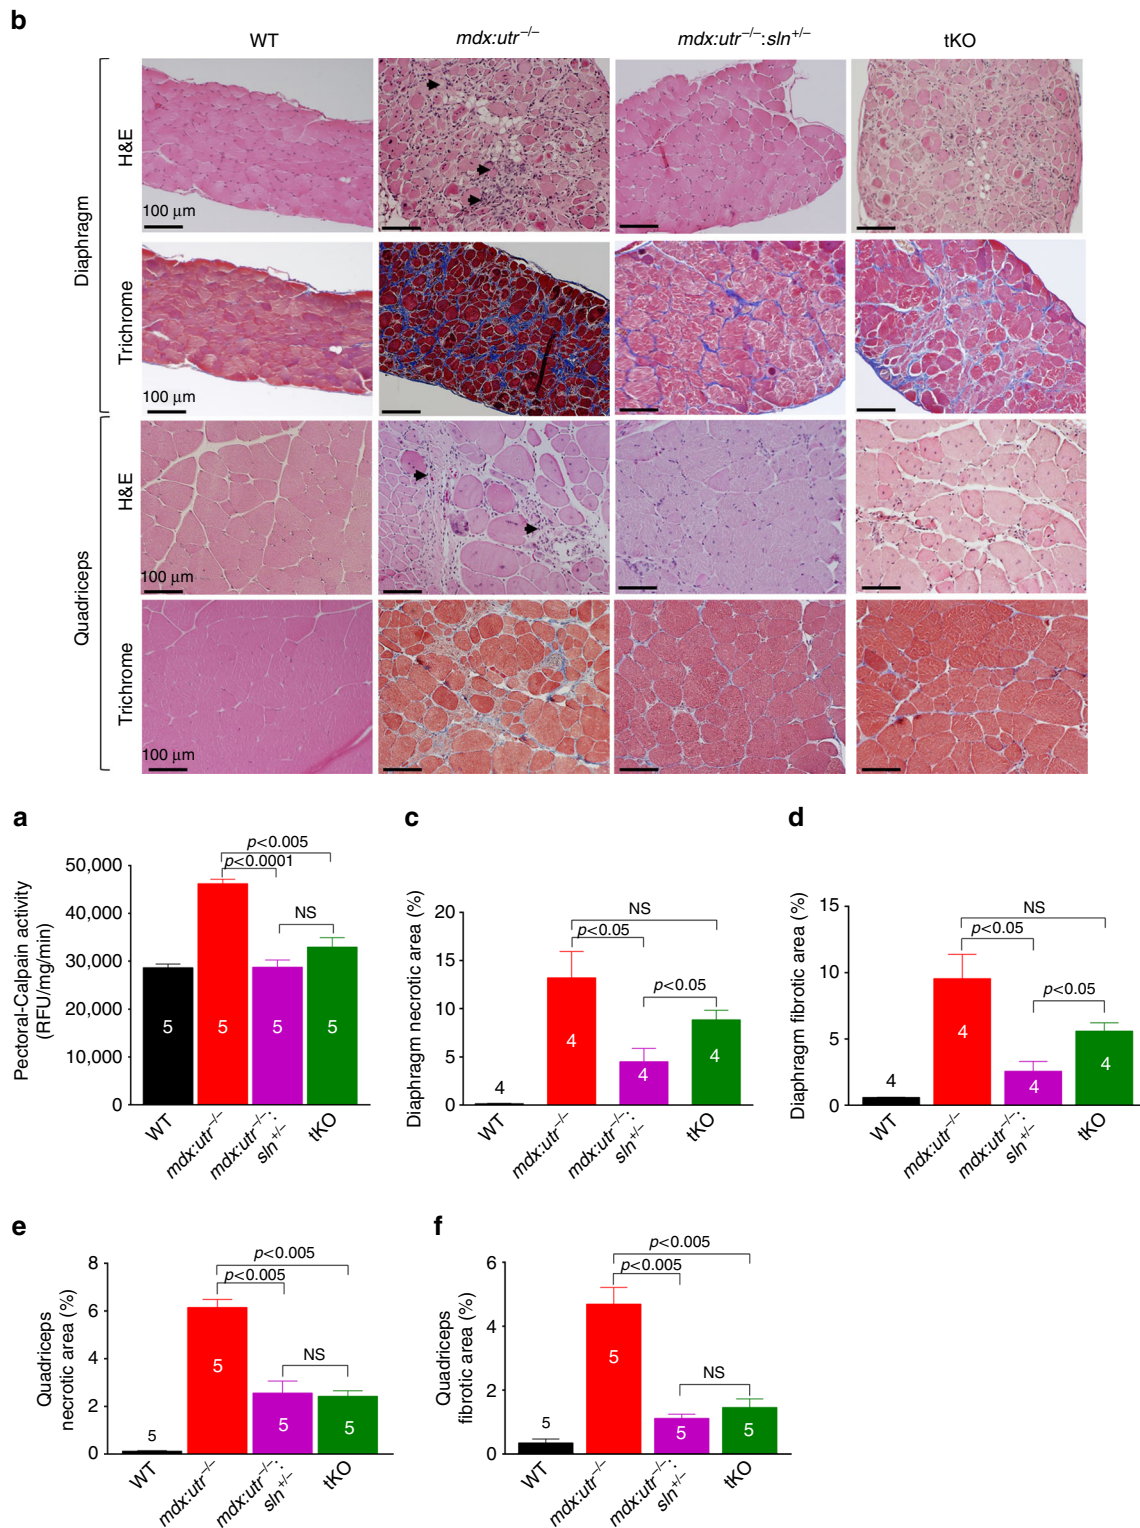 b
WT
mdx:utr–/–
mdx:utr–/–:sln+/–
tKO
Diaphragm
H&E
100 µm
Trichrome
100 µm
Quadriceps
H&E
100 µm
Trichrome
100 µm
a
Pectoral-Calpain activity
(RFU/mg/min)
50,000
40,000
30,000
20,000
10,000
0
p<0.005
p<0.0001
NS
5
5
5
5
WT
mdx:utr–/–
mdx:utr–/–:
sln+/–
tKO
c
Diaphragm necrotic area (%)
20
15
10
5
0
NS
p<0.05
p<0.05
4
4
4
4
WT
mdx:utr–/–
mdx:utr–/–:
sln+/–
tKO
d
Diaphragm fibrotic area (%)
15
10
5
0
NS
p<0.05
p<0.05
4
4
4
4
WT
mdx:utr–/–
mdx:utr–/–:
sln+/–
tKO
e
Quadriceps
necrotic area (%)
8
6
4
2
0
p<0.005
p<0.005
NS
5
5
5
5
WT
mdx:utr–/–
mdx:utr–/–:
sln+/–
tKO
f
Quadriceps
fibrotic area (%)
6
4
2
0
p<0.005
p<0.005
NS
5
5
5
5
WT
mdx:utr–/–
mdx:utr–/–:
sln+/–
tKO